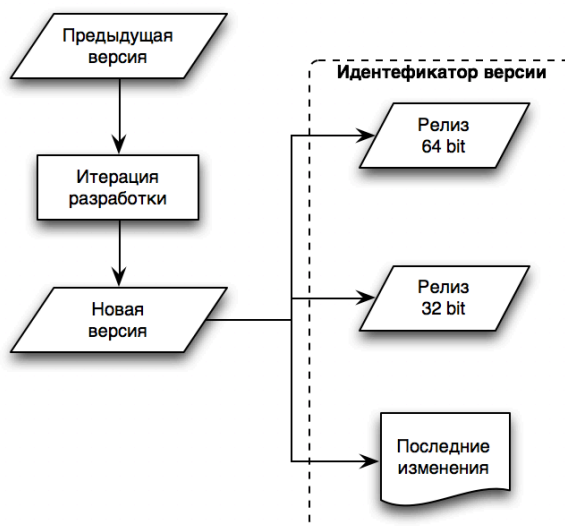 Предыдущая
версия
Идентефикатор версии
Релиз
64 bit
Итерация
разработки
Релиз
32 bit
Новая
версия
Последние
изменения